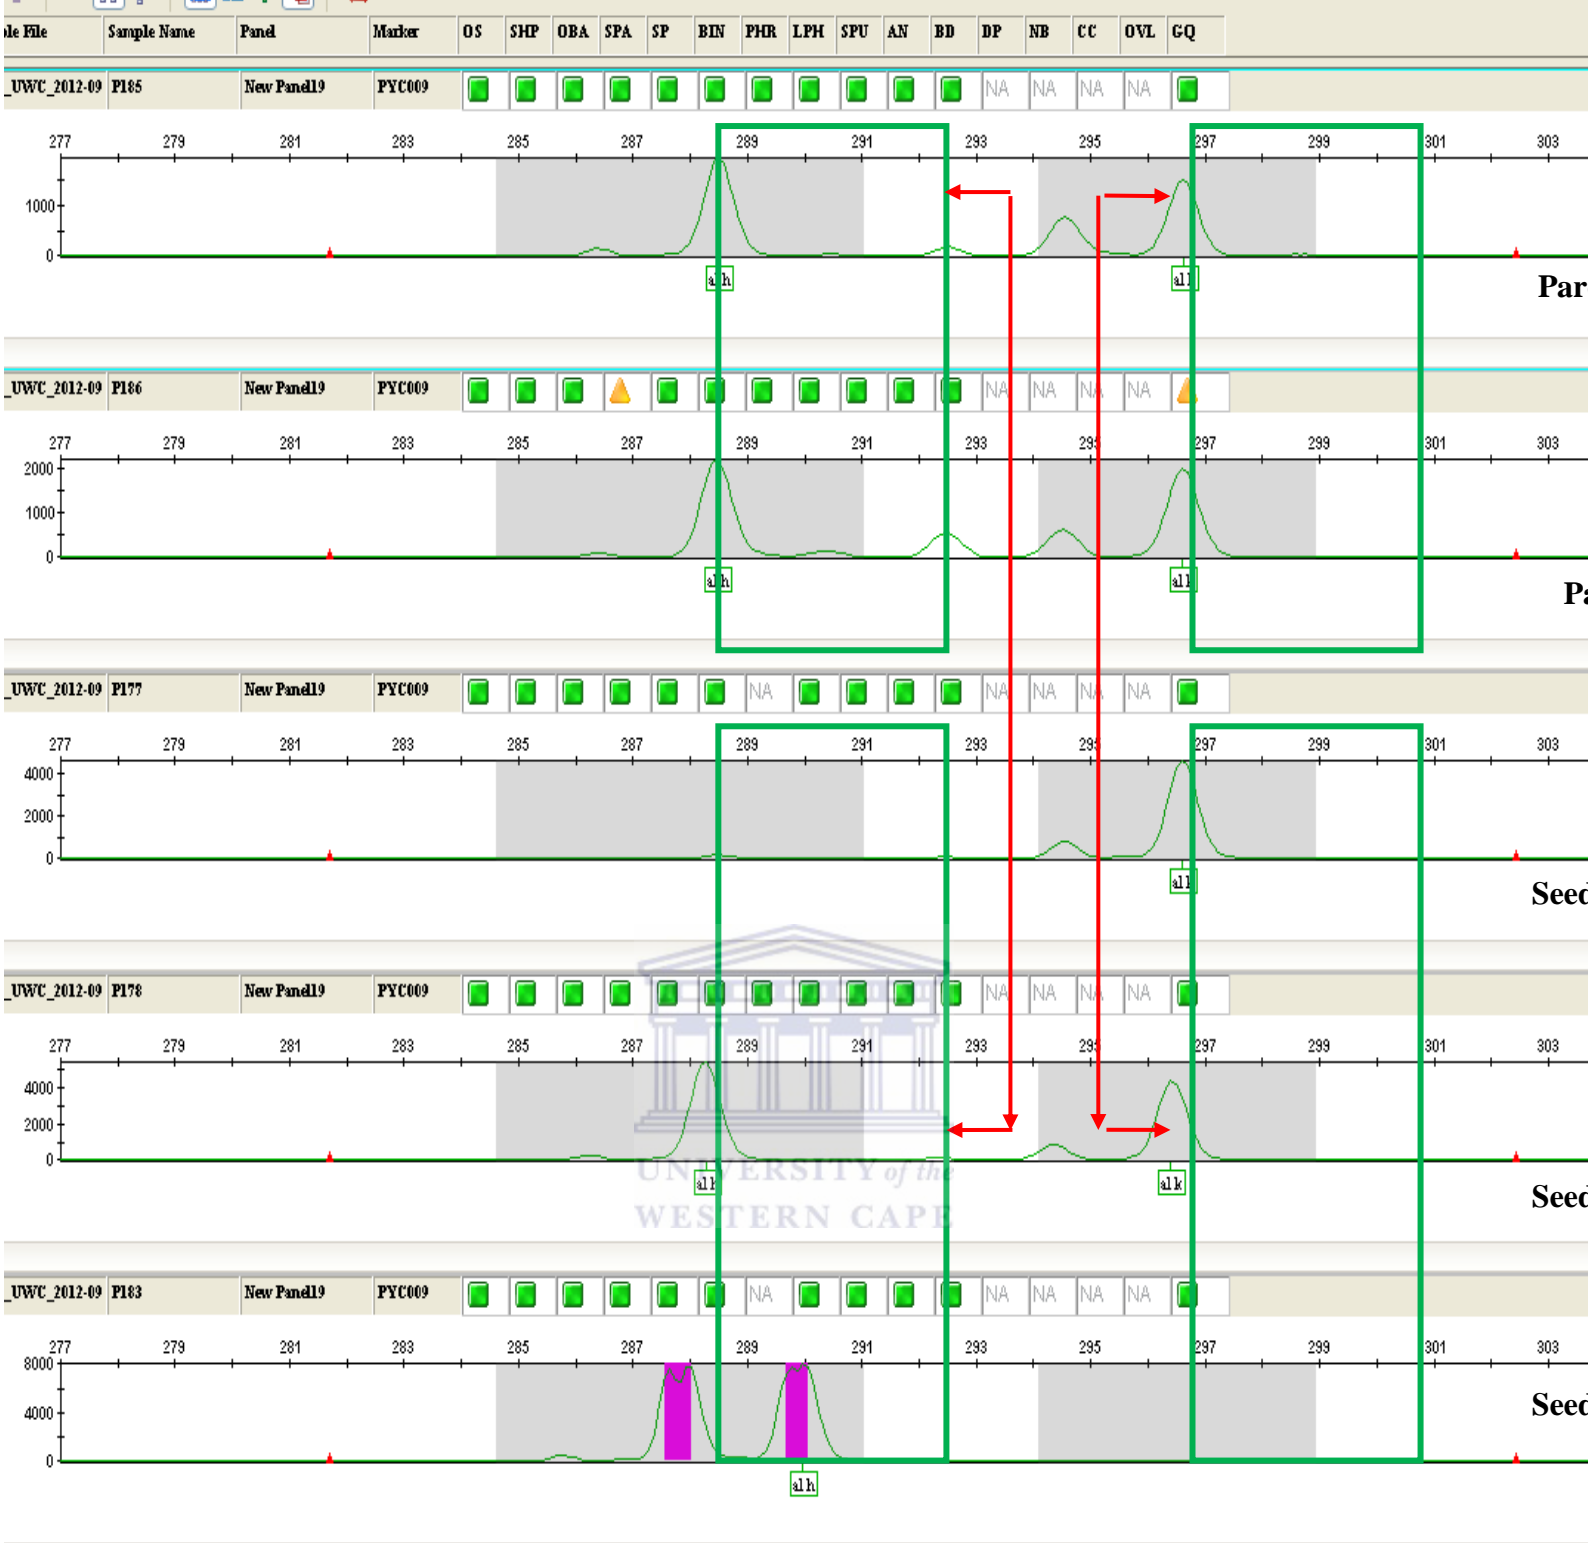 le File Sample Name Panel Marker OS SHP OBA SPA SP BIN PHR LPH SPU AN BD DP NB CC OVL GQ
_UWC_2012-09 P185 New Panel19 PYC009 NA NA NA NA
277 279 281 283 285 287 289 291 293 295 297 299 301 303
1000
0
al h al
Par
_UWC_2012-09 P186 New Panel19 PYC009 NA NA NA NA
277 279 281 283 285 287 289 291 293 295 297 299 301 303
2000
1000
0
al h al
Pa
_UWC_2012-09 P177 New Panel19 PYC009 NA NA NA NA NA
277 279 281 283 285 287 289 291 293 295 297 299 301 303
4000
2000
0
al
Seed
_UWC_2012-09 P178 New Panel19 PYC009 NA NA NA NA
277 279 281 283 285 287 289 291 293 295 297 299 301 303
4000
2000
0
al h al k
UNIVERSITY of the
WESTERN CAPE
Seed
_UWC_2012-09 P183 New Panel19 PYC009 NA NA NA NA NA
277 279 281 283 285 287 289 291 293 295 297 299 301 303
8000
4000
0
al h
Seed